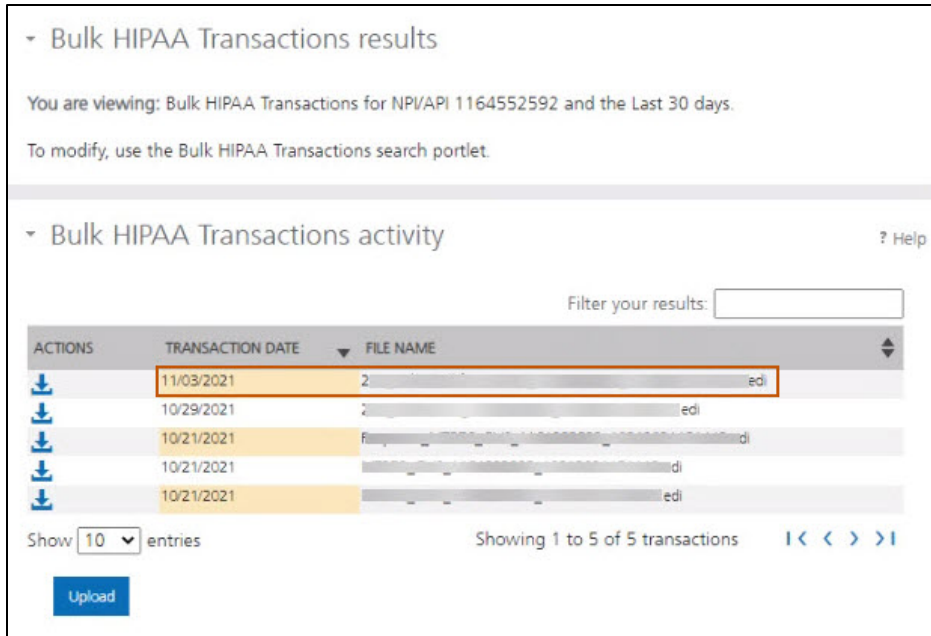 Bulk HIPAA Transactions results
You are viewing: Bulk HIPAA Transactions for NPI/API 1164552592 and the Last 30 days.
To modify, use the Bulk HIPAA Transactions search portlet.
Bulk HIPAA Transactions activity
? Help
Filter your results:
ACTIONS TRANSACTION DATE FILE NAME
11/03/2021 2 edi
10/29/2021 edi
10/21/2021
10/21/2021
10/21/2021 edi
Show 10 entries Showing 1 to 5 of 5 transactions
Upload